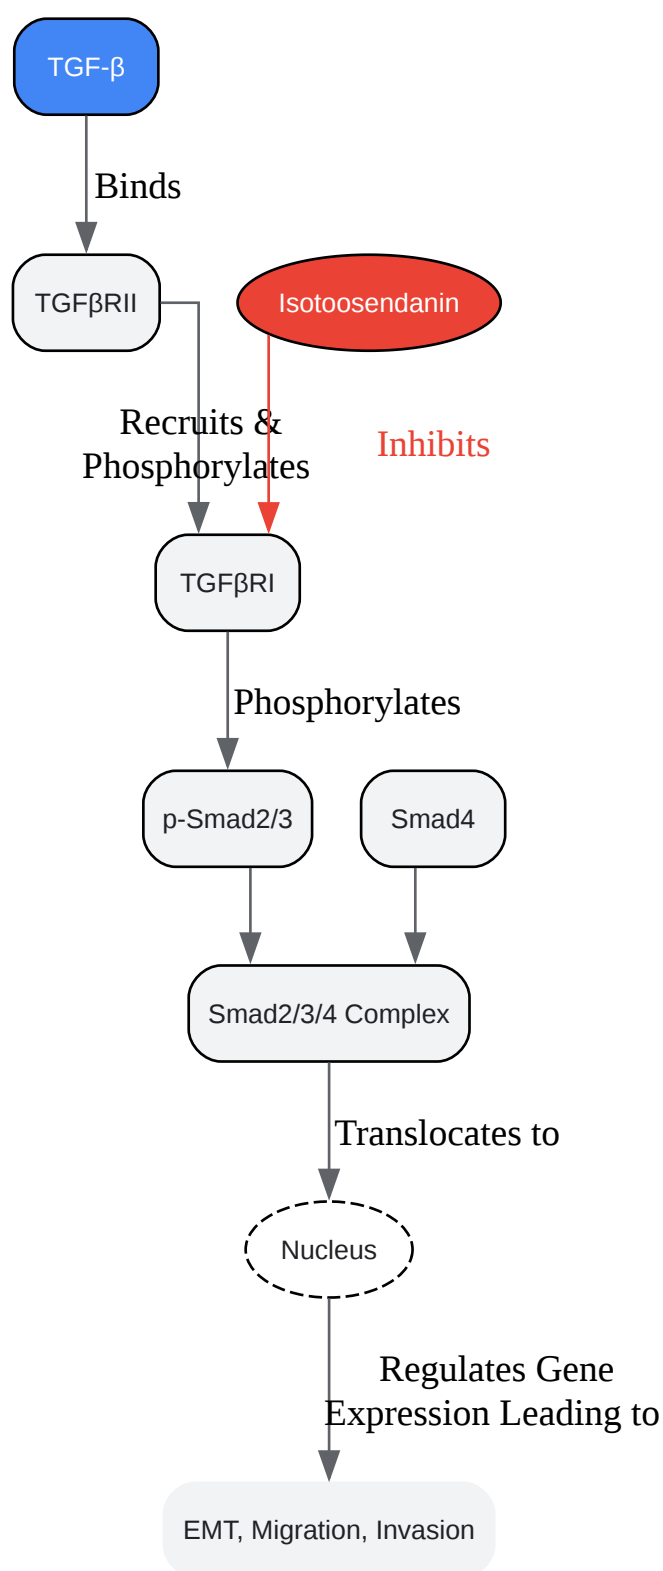 TGF-β
Binds
TGFβRII
Isotoosendanin
Recruits &
Phosphorylates
Inhibits
TGFβRI
Phosphorylates
p-Smad2/3
Smad4
Smad2/3/4 Complex
Translocates to
Nucleus
Regulates Gene
Expression Leading to
EMT, Migration, Invasion